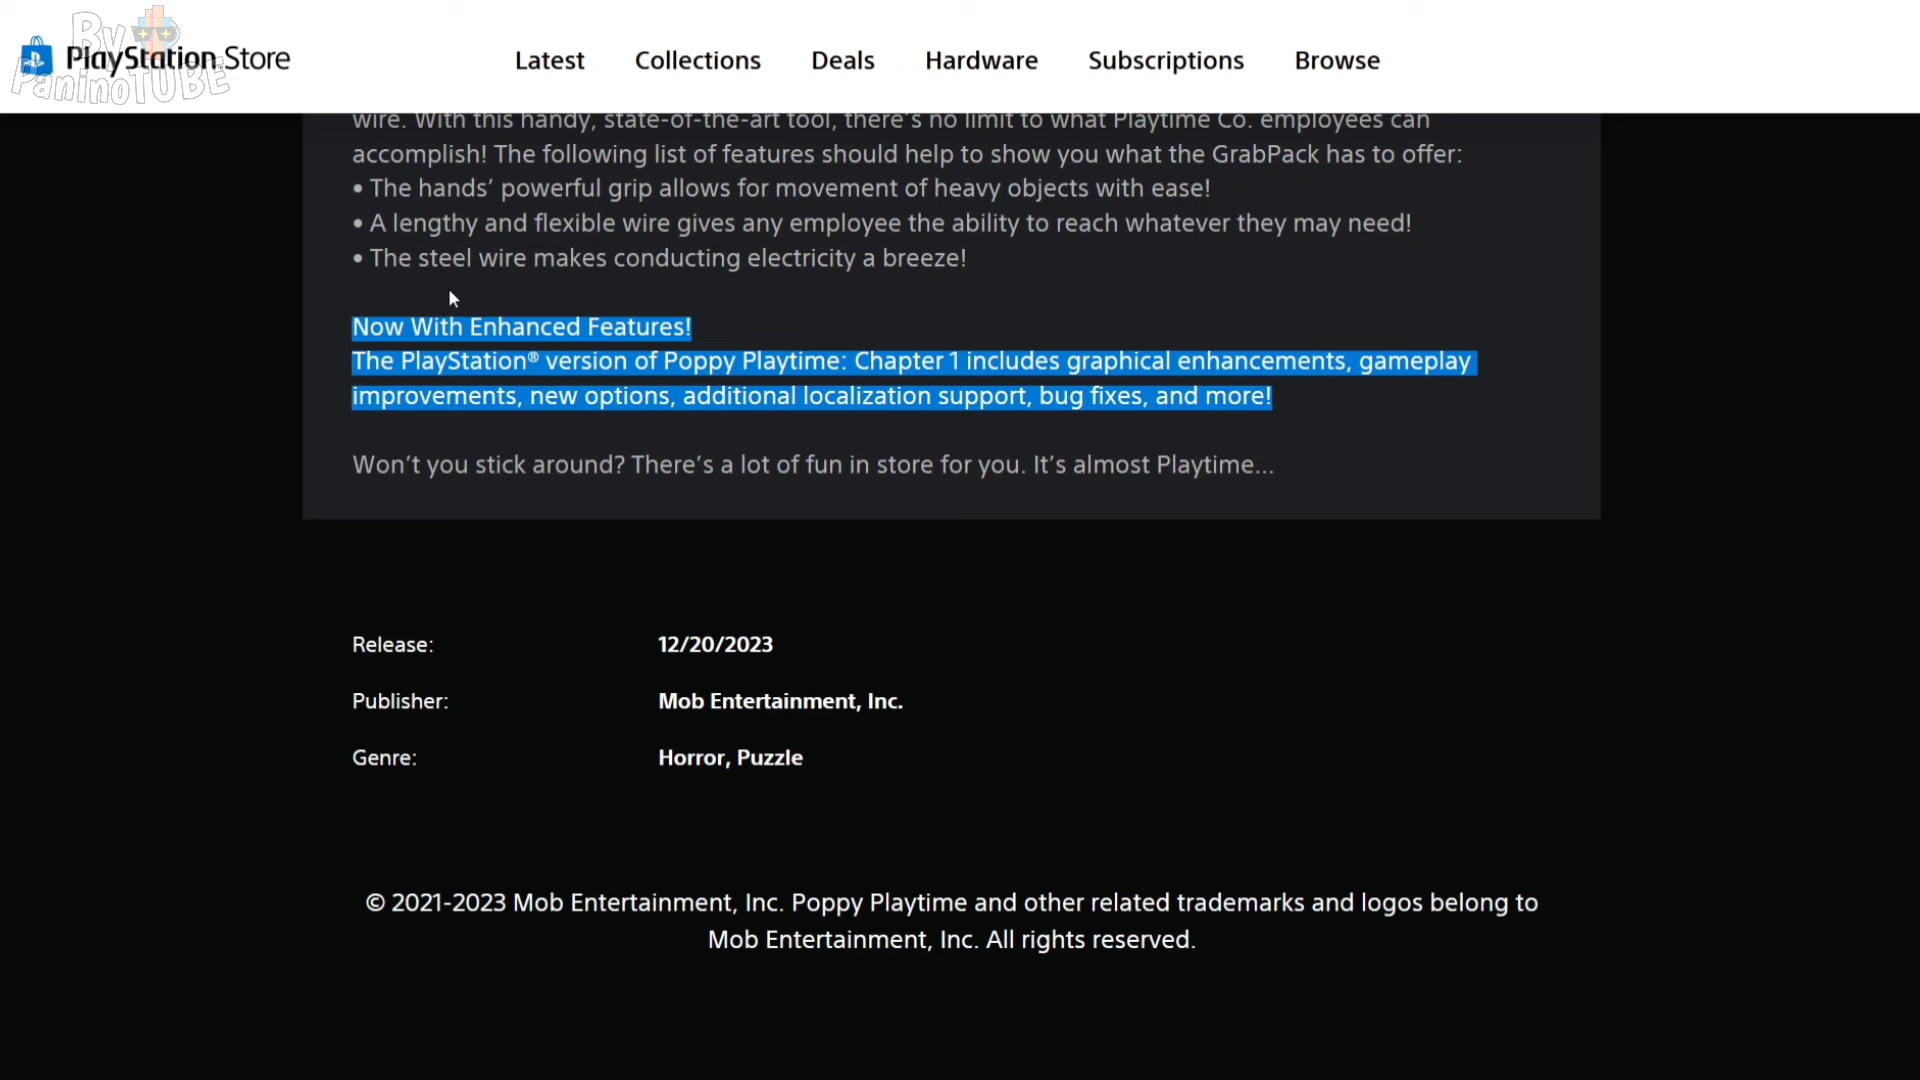 By
PaninoTUBE
PlayStation Store
Latest
Collections
Deals
Hardware
Subscriptions
Browse
wire. With this handy, state-of-the-art tool, there's no limit to what Playtime Co. employees can
accomplish! The following list of features should help to show you what the GrabPack has to offer:
• The hands' powerful grip allows for movement of heavy objects with ease!
• A lengthy and flexible wire gives any employee the ability to reach whatever they may need!
• The steel wire makes conducting electricity a breeze!
Now With Enhanced Features!
The PlayStation® version of Poppy Playtime: Chapter 1 includes graphical enhancements, gameplay
improvements, new options, additional localization support, bug fixes, and more!
Won't you stick around? There's a lot of fun in store for you. It's almost Playtime...
Release: 12/20/2023
Publisher: Mob Entertainment, Inc.
Genre: Horror, Puzzle
© 2021-2023 Mob Entertainment, Inc. Poppy Playtime and other related trademarks and logos belong to
Mob Entertainment, Inc. All rights reserved.